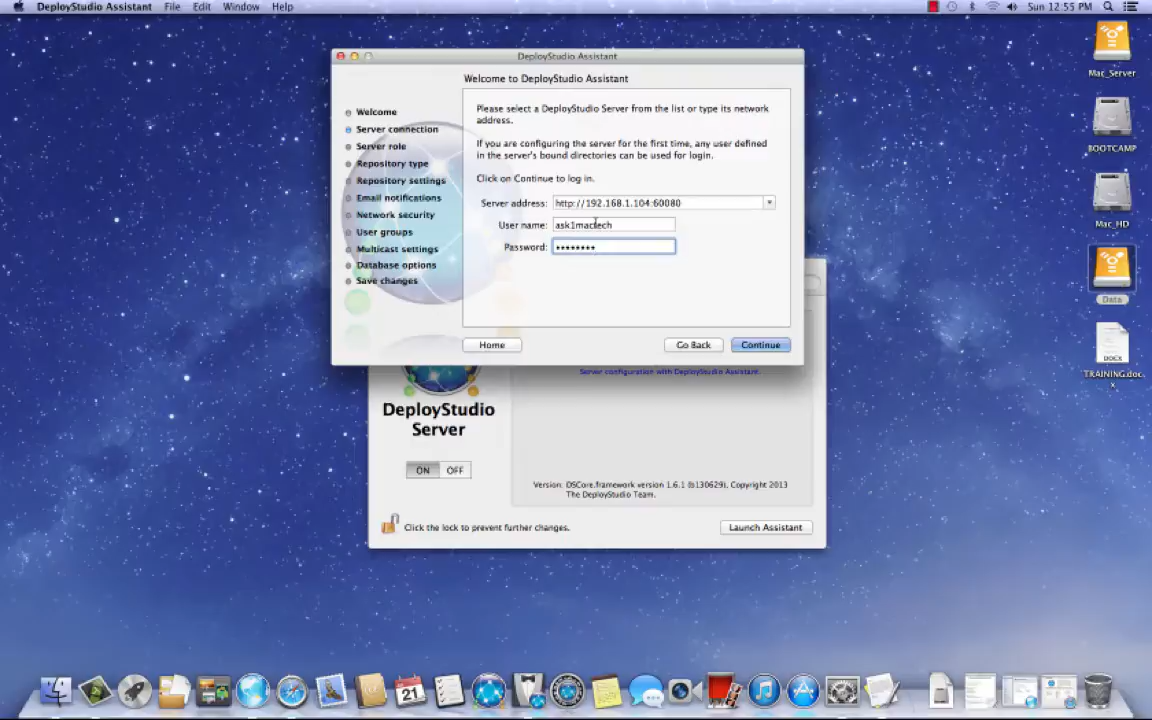 DeployStudio Assistant File Edit Window Help
Sun 12:55 PM
DeployStudio Assistant
Welcome to DeployStudio Assistant
Welcome
Server connection
Server role
Repository type
Repository settings
Email notifications
Network security
User groups
Multicast settings
Database options
Save changes
Please select a DeployStudio Server from the list or type its network
address.
If you are configuring the server for the first time, any user defined
in the server's bound directories can be used for login.
Click on Continue to log in.
Server address: http://192.168.1.104:60080
User name: ask1mactech
Password: ••••••••
Home Go Back Continue
Server configuration with DeployStudio Assistant.
DeployStudio
Server
ON OFF
Version: DSCore.framework version 1.6.1 (b130629), Copyright 2013
The DeployStudio Team.
Click the lock to prevent further changes.
Launch Assistant
Mac_Server
BOOTCAMP
Mac_HD
Data
DOCX
TRAINING.doc
x
21